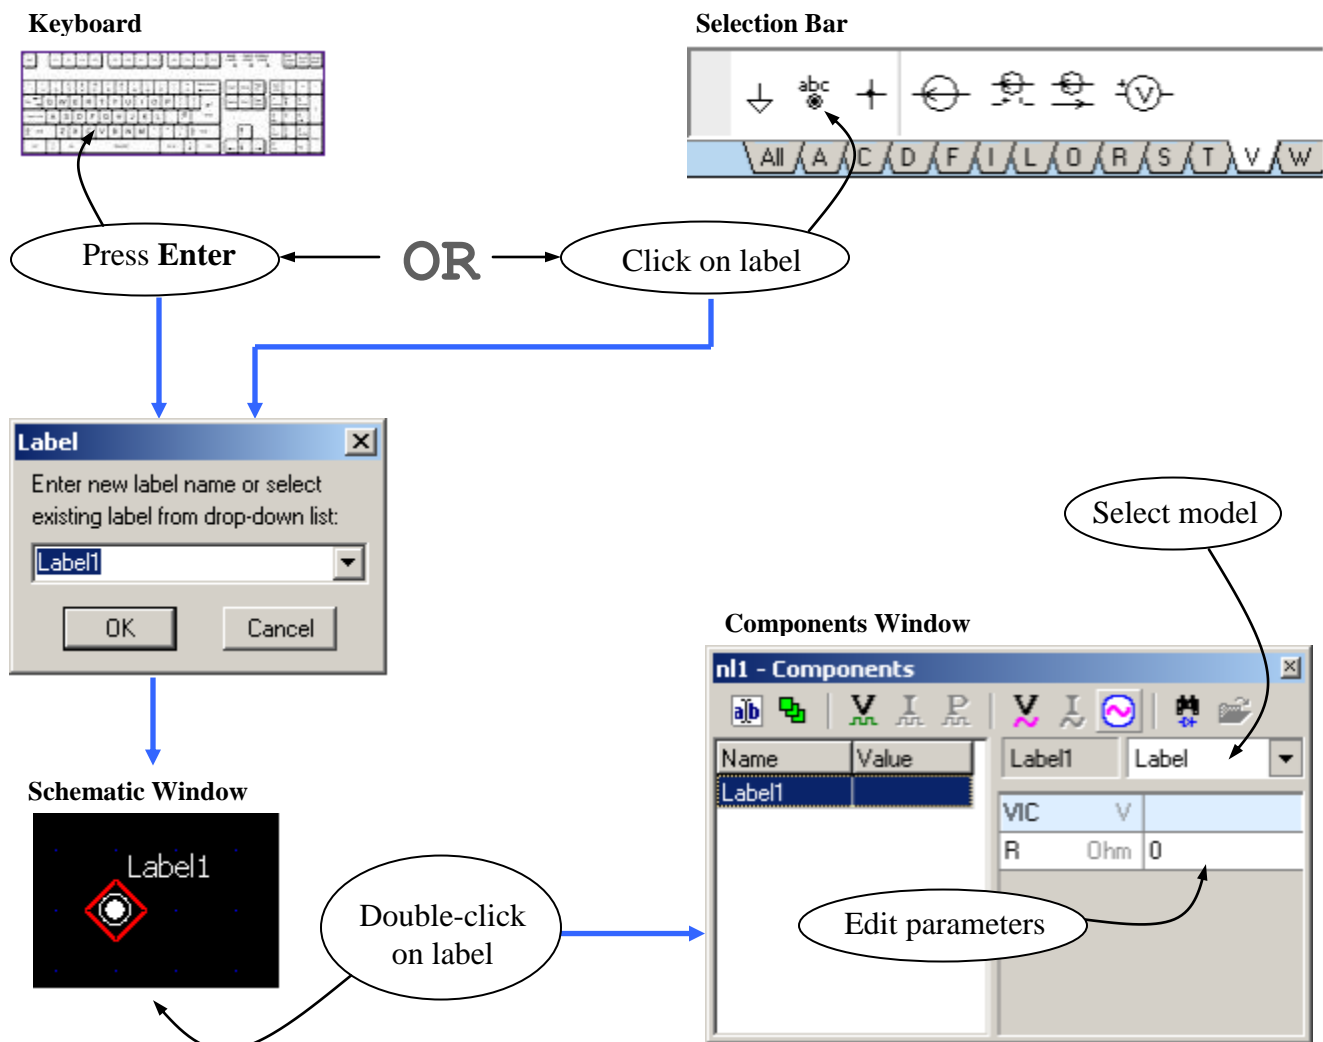 Keyboard
Selection Bar
abc
V
All A C D F I L O R S T V W
Press Enter
OR
Click on label
Label
Enter new label name or select
existing label from drop-down list:
Label1
OK Cancel
Select model
Components Window
nl1 - Components
V I P V I
Name Value
Label1 Label
Label1
VIC V
R Ohm 0
Edit parameters
Schematic Window
Label1
Double-click
on label